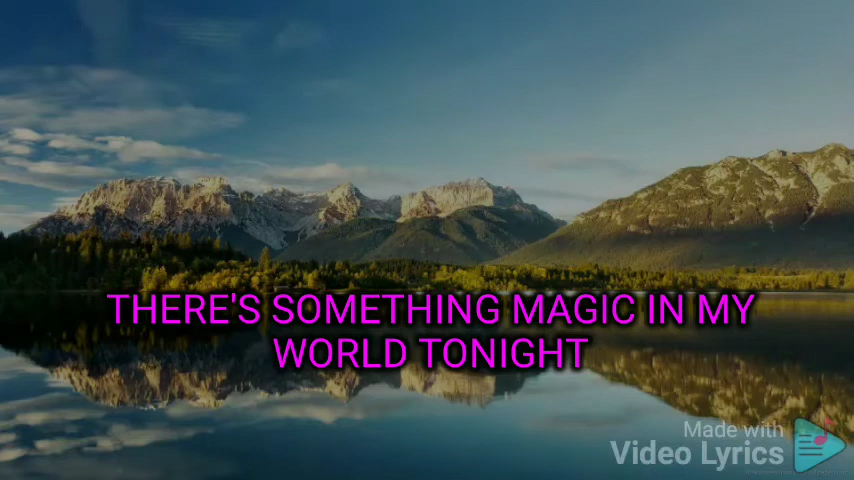 THERE'S SOMETHING MAGIC IN MY
WORLD TONIGHT
Made with
Video Lyrics